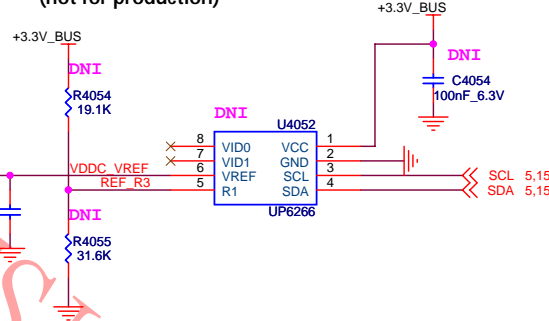 (not for production)
+3.3V_BUS
+3.3V_BUS
DNI
DNI
R4054
19.1K
C4054
100nF_6.3V
DNI
U4052
8 VID0 VCC 1
7 VID1 GND 2
VDDC_VREF 6 VREF SCL 3 SCL 5,15
REF_R3 5 R1 SDA 4 SDA 5,15
UP6266
DNI
R4055
31.6K